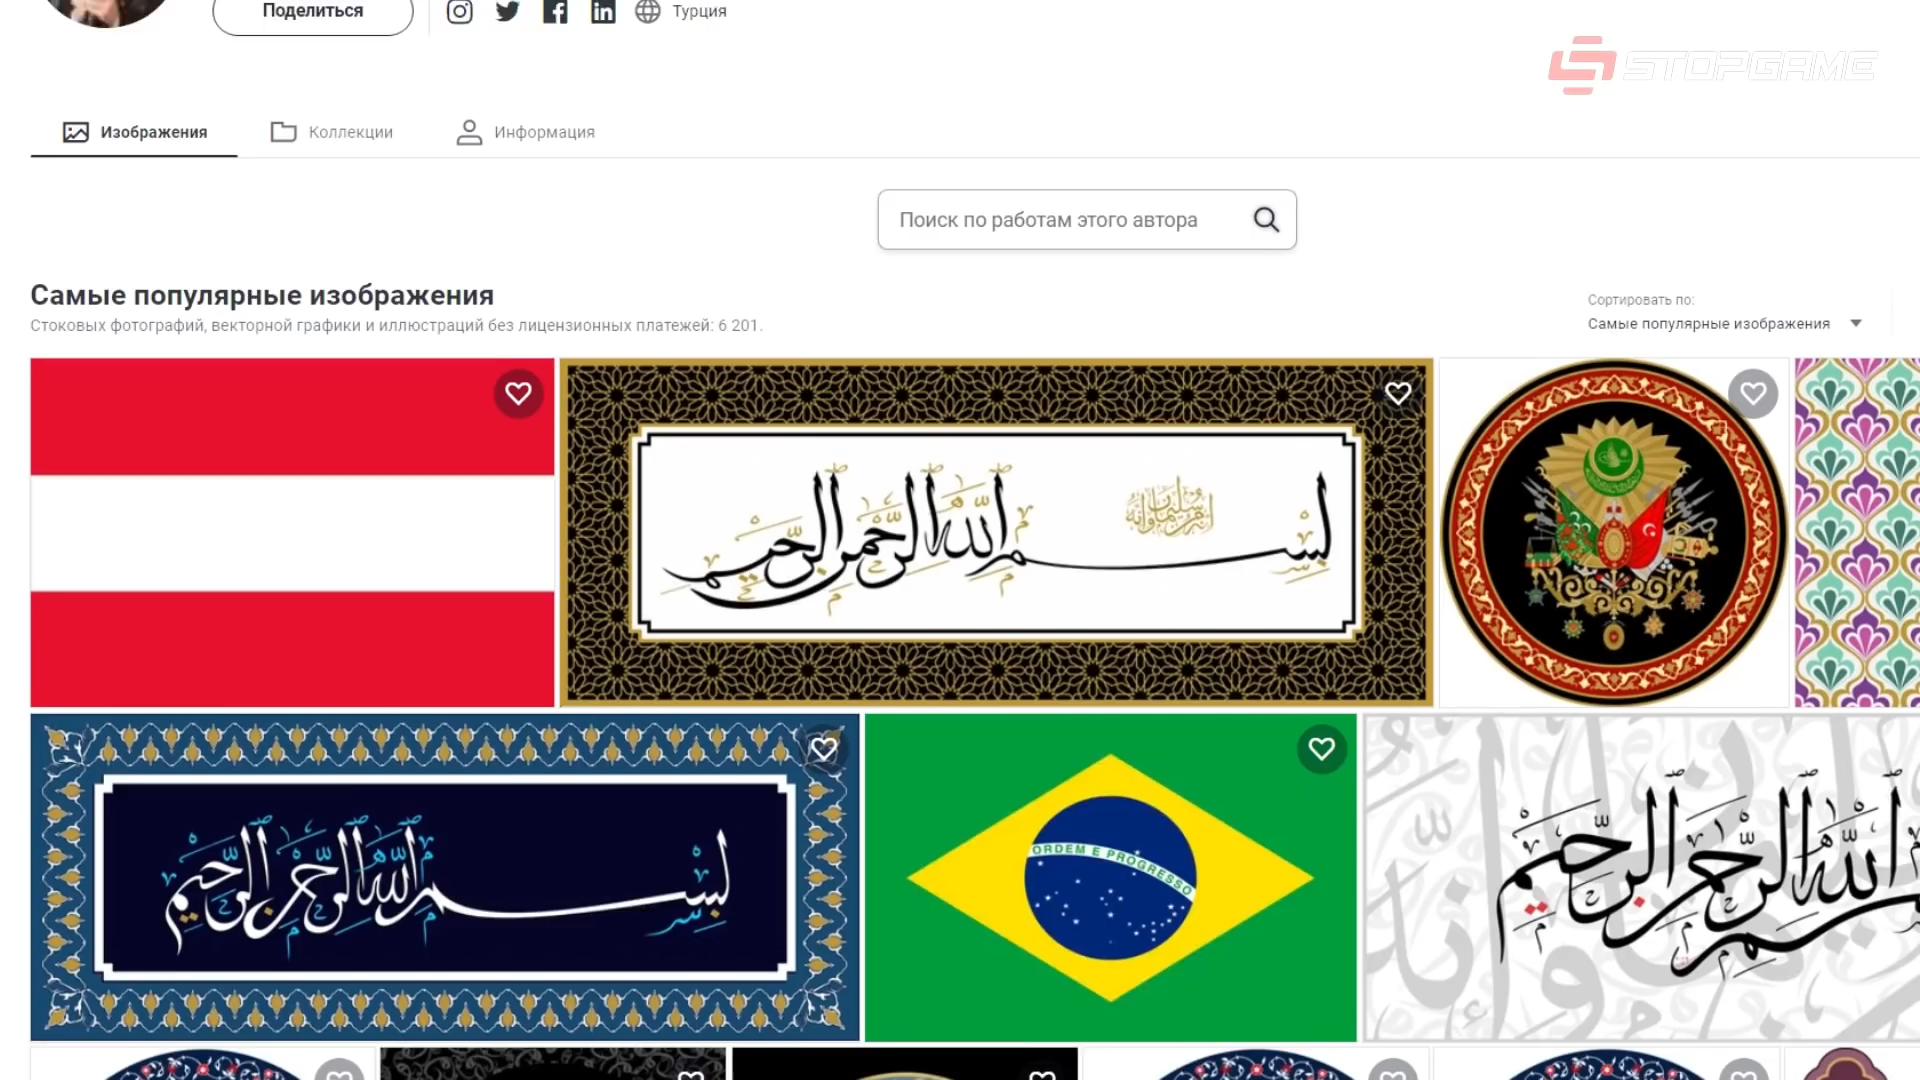 Поделиться
Турция
STOPGAME
Изображения
Коллекции
Информация
Поиск по работам этого автора
Самые популярные изображения
Стоковых фотографий, векторной графики и иллюстраций без лицензионных платежей: 6 201.
Сортировать по:
Самые популярные изображения
بسم الله الرحمن الرحيم
بسم الله الرحمن الرحيم
ORDEM E PROGRESSO
بسم الله الرحمن الرحيم